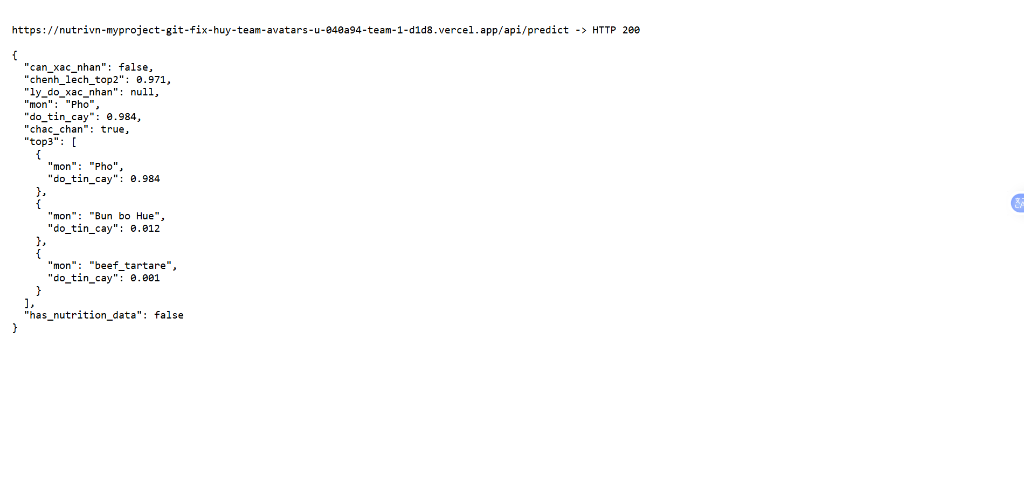 https://nutrivn-myproject-git-fix-huy-team-avatars-u-040a94-team-1-d1d8.vercel.app/api/predict -> HTTP 200
{
  "can_xac_nhan": false,
  "chenh_lech_top2": 0.971,
  "ly_do_xac_nhan": null,
  "mon": "Pho",
  "do_tin_cay": 0.984,
  "chac_chan": true,
  "top3": [
    {
      "mon": "Pho",
      "do_tin_cay": 0.984
    },
    {
      "mon": "Bun bo Hue",
      "do_tin_cay": 0.012
    },
    {
      "mon": "beef_tartare",
      "do_tin_cay": 0.001
    }
  ],
  "has_nutrition_data": false
}